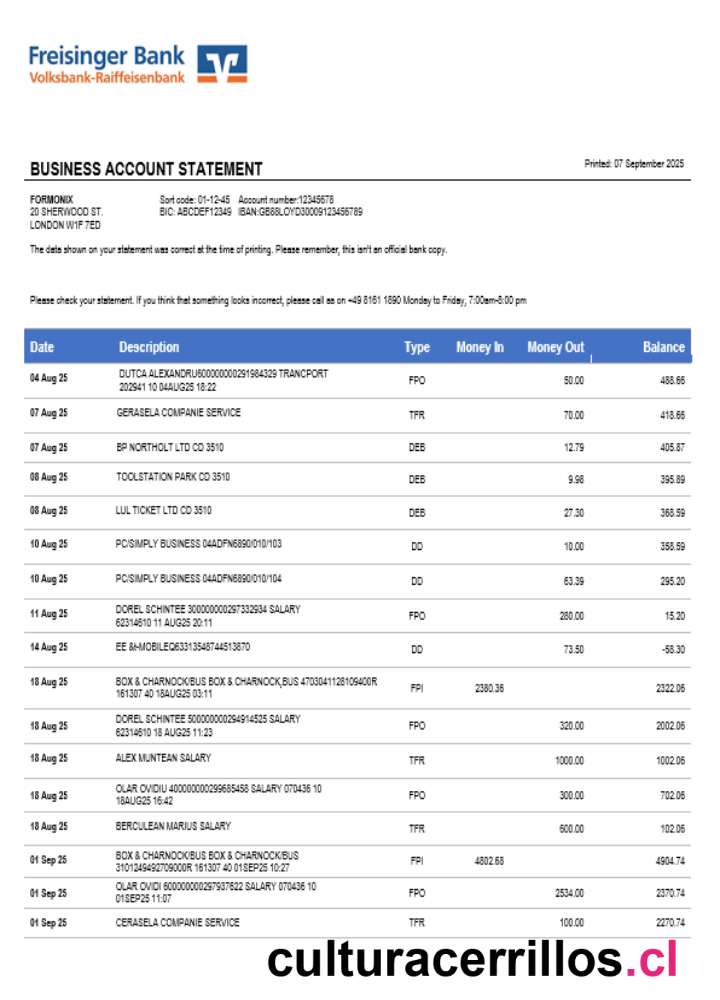 Freisinger Bank
Volksbank-Raiffeisenbank
BUSINESS ACCOUNT STATEMENT
Printed: 07 September 2025
FORMONIX Sort code: 01-12-45 Account number:12345678
20 SHERWOOD ST. BIC: ABCDEF12349 IBAN:GB88LOYD30009123456789
LONDON W1F 7ED
The data shown on your statement was correct at the time of printing. Please remember, this isn't an official bank copy.
Please check your statement. If you think that something looks incorrect, please call as on +49 8161 1890 Monday to Friday, 7:00am-8:00 pm
Date Description Type Money In Money Out Balance
04 Aug 25 DUTCA ALEXANDRU600000000291984329 TRANCPORT
202941 10 04AUG25 18:22 FPO 50.00 488.66
07 Aug 25 GERASELA COMPANIE SERVICE TFR 70.00 418.66
07 Aug 25 BP NORTHOLT LTD CD 3510 DEB 12.79 405.87
08 Aug 25 TOOLSTATION PARK CD 3510 DEB 9.98 395.89
08 Aug 25 LUL TICKET LTD CD 3510 DEB 27.30 368.59
10 Aug 25 PC/SIMPLY BUSINESS 04ADFN6890/010/103 DD 10.00 358.59
10 Aug 25 PC/SIMPLY BUSINESS 04ADFN6890/010/104 DD 63.39 295.20
11 Aug 25 DOREL SCHINTEE 300000000297332934 SALARY
62314610 11 AUG25 20:11 FPO 280.00 15.20
14 Aug 25 EE &t-MOBILEQ63313548744513870 DD 73.50 -58.30
18 Aug 25 BOX & CHARNOCK/BUS BOX & CHARNOCK,BUS 4703041128109400R
161307 40 18AUG25 03:11 FPI 2380.36 2322.06
18 Aug 25 DOREL SCHINTEE 500000000294914525 SALARY
62314610 18 AUG25 11:23 FPO 320.00 2002.06
18 Aug 25 ALEX MUNTEAN SALARY TFR 1000.00 1002.06
18 Aug 25 OLAR OVIDIU 400000000299685458 SALARY 070436 10
18AUG25 16:42 FPO 300.00 702.06
18 Aug 25 BERCULEAN MARIUS SALARY TFR 600.00 102.06
01 Sep 25 BOX & CHARNOCK/BUS BOX & CHARNOCK/BUS
3101249492709000R 161307 40 01SEP25 10:27 FPI 4802.68 4904.74
01 Sep 25 OLAR OVIDI 600000000297937622 SALARY 070436 10
01SEP25 11:07 FPO 2534.00 2370.74
01 Sep 25 CERASELA COMPANIE SERVICE TFR 100.00 2270.74
culturacerrillos.cl